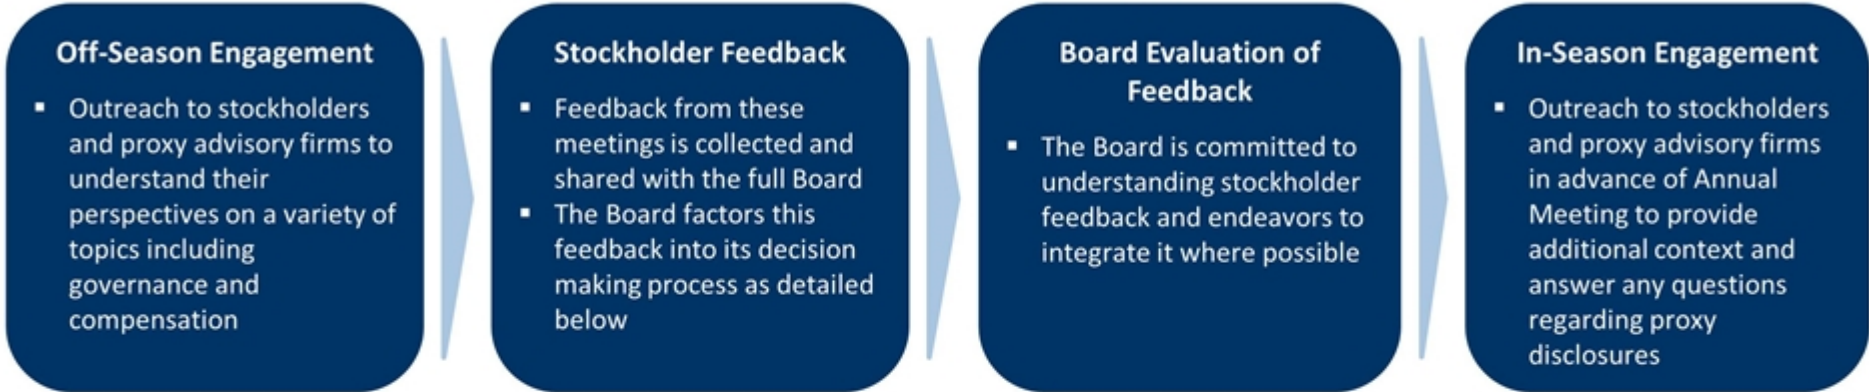 Off-Season Engagement
▪ Outreach to stockholders
and proxy advisory firms to
understand their
perspectives on a variety of
topics including
governance and
compensation
Stockholder Feedback
▪ Feedback from these
meetings is collected and
shared with the full Board
▪ The Board factors this
feedback into its decision
making process as detailed
below
Board Evaluation of
Feedback
▪ The Board is committed to
understanding stockholder
feedback and endeavors to
integrate it where possible
In-Season Engagement
▪ Outreach to stockholders
and proxy advisory firms
in advance of Annual
Meeting to provide
additional context and
answer any questions
regarding proxy
disclosures